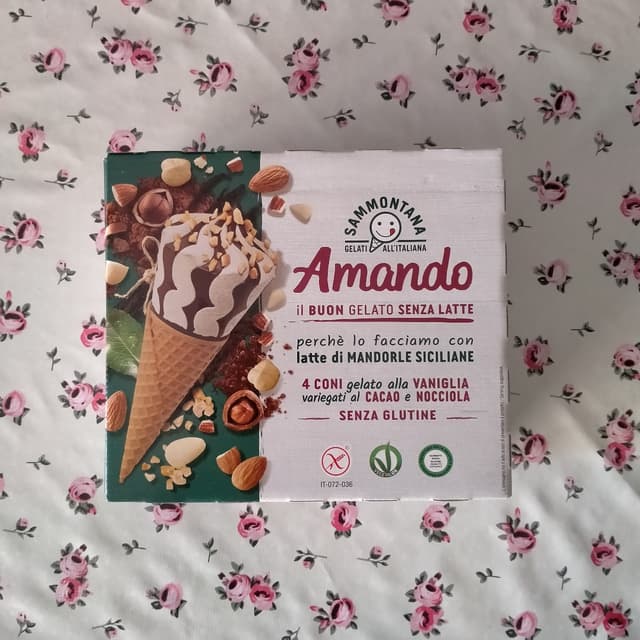 SAMMONTANA
GELATI ALL'ITALIANA
Amando
il BUON GELATO SENZA LATTE
perchè lo facciamo con
latte di MANDORLE SICILIANE
4 CONI gelato alla VANIGLIA
variegati al CACAO e NOCCIOLA
SENZA GLUTINE
IT-072-036